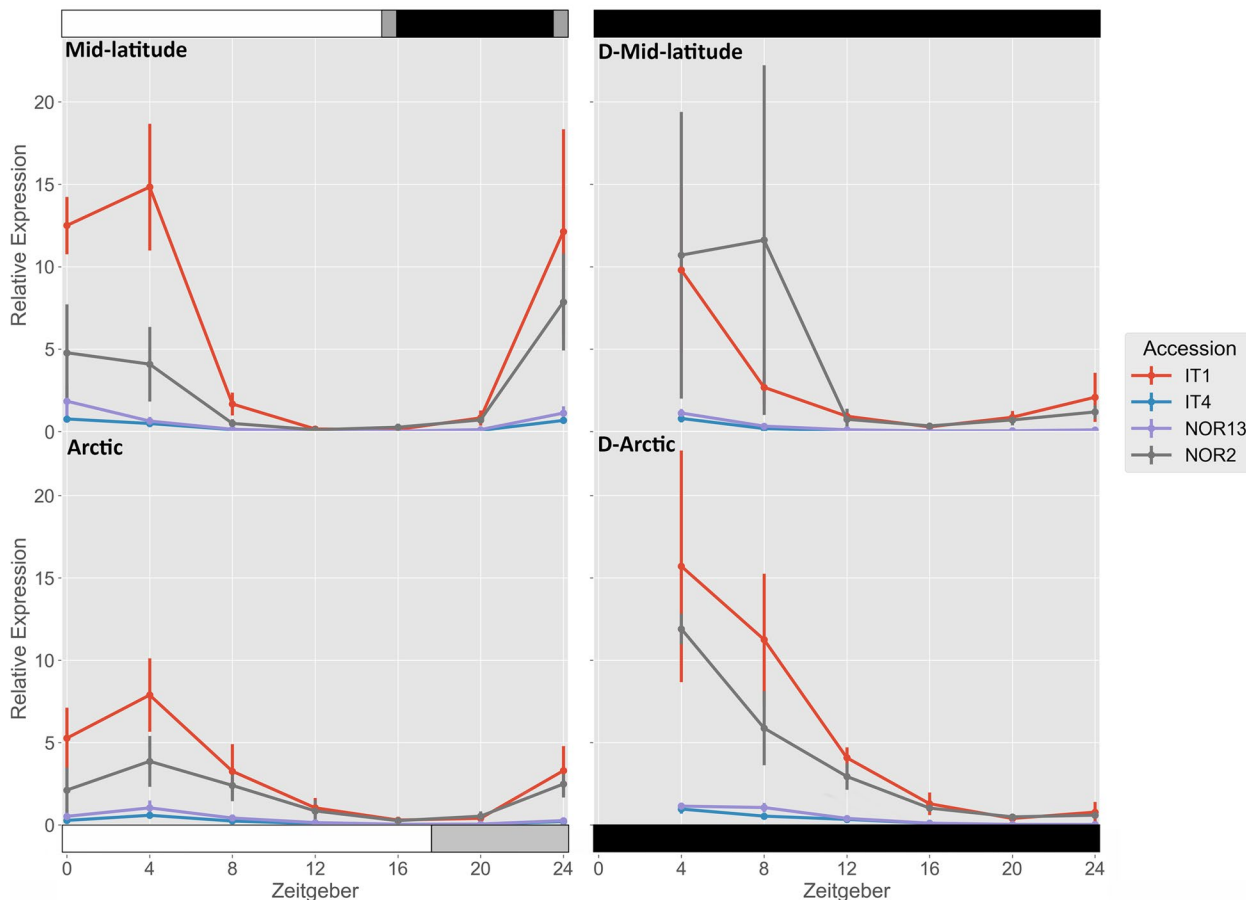 Mid-latitude
D-Mid-latitude
Relative Expression
20
15
10
5
0
Accession
IT1
IT4
NOR13
NOR2
Arctic
D-Arctic
Relative Expression
20
15
10
5
0
0 4 8 12 16 20 24
0 4 8 12 16 20 24
Zeitgeber
Zeitgeber